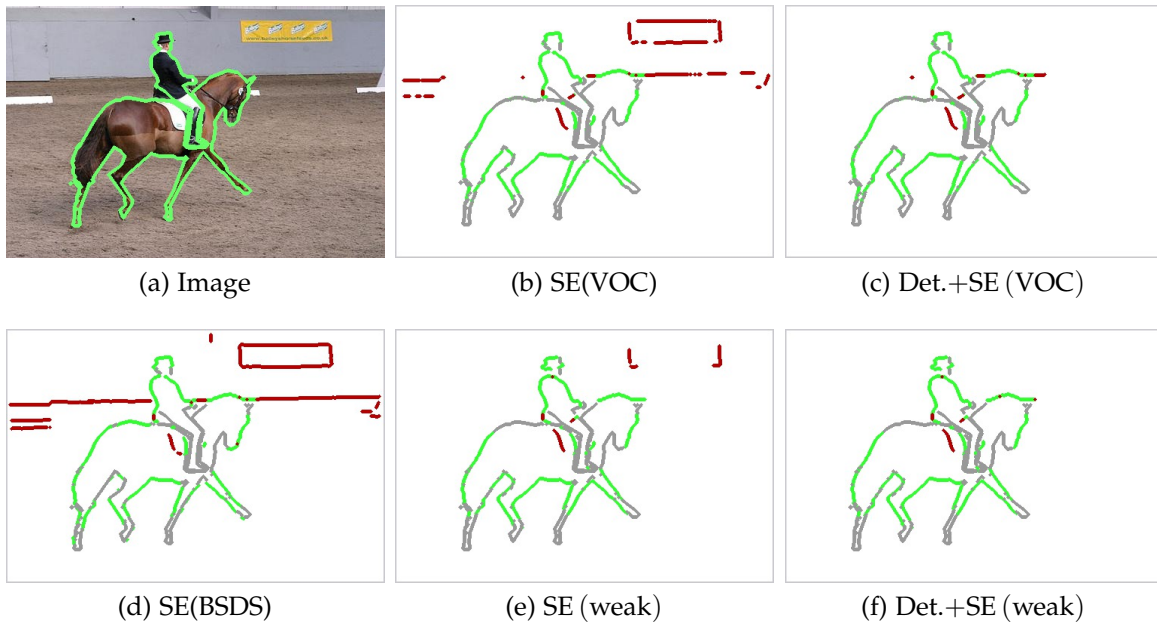 (a) Image
(b) SE(VOC)
(c) Det.+SE (VOC)
(d) SE(BSDS)
(e) SE (weak)
(f) Det.+SE (weak)